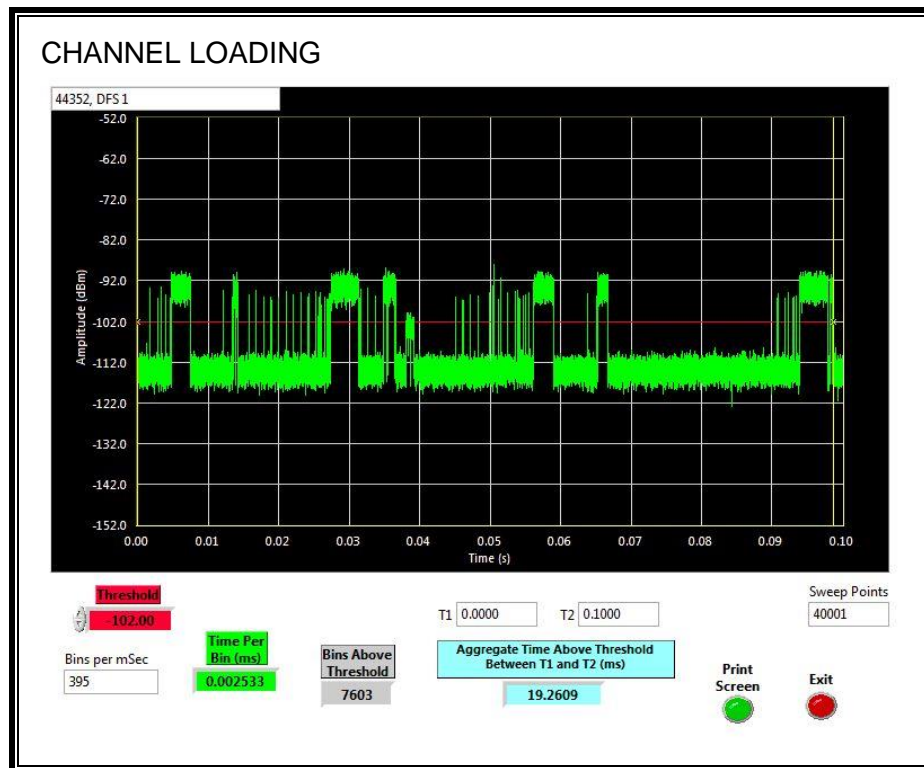 CHANNEL LOADING
44352, DFS 1
Amplitude (dBm)
-52.0
-62.0
-72.0
-82.0
-92.0
-102.0
-112.0
-122.0
-132.0
-142.0
-152.0
0.00 0.01 0.02 0.03 0.04 0.05 0.06 0.07 0.08 0.09 0.10
Time (s)
Threshold
-102.00
Bins per mSec
395
Time Per
Bin (ms)
0.002533
Bins Above
Threshold
7603
T1 0.0000 T2 0.1000
Aggregate Time Above Threshold
Between T1 and T2 (ms)
19.2609
Sweep Points
40001
Print
Screen
Exit